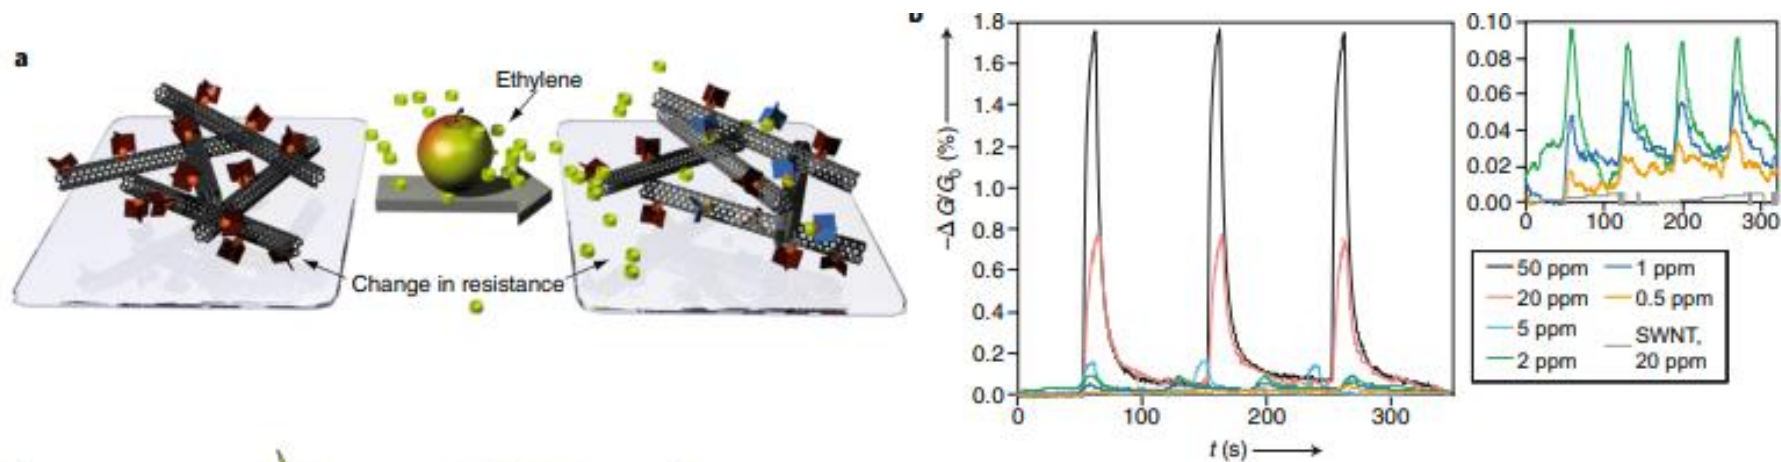 a
Ethylene
Change in resistance
b
–Δ G/G₀ (%)
1.8
1.6
1.4
1.2
1.0
0.8
0.6
0.4
0.2
0.0
0 100 200 300
t (s)
0.10
0.08
0.06
0.04
0.02
0.00
0 100 200 300
50 ppm 1 ppm
20 ppm 0.5 ppm
5 ppm SWNT,
2 ppm 20 ppm